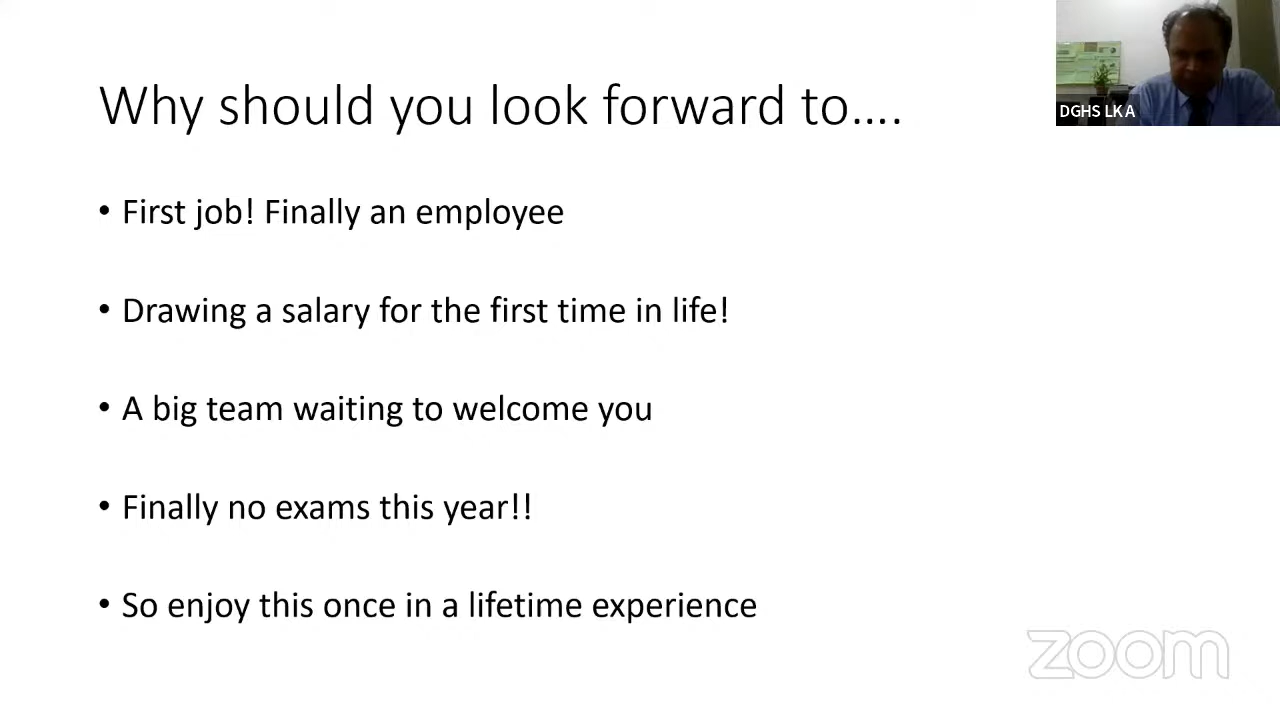 Why should you look forward to....
DGHS LKA
• First job! Finally an employee
• Drawing a salary for the first time in life!
• A big team waiting to welcome you
• Finally no exams this year!!
• So enjoy this once in a lifetime experience
zoom